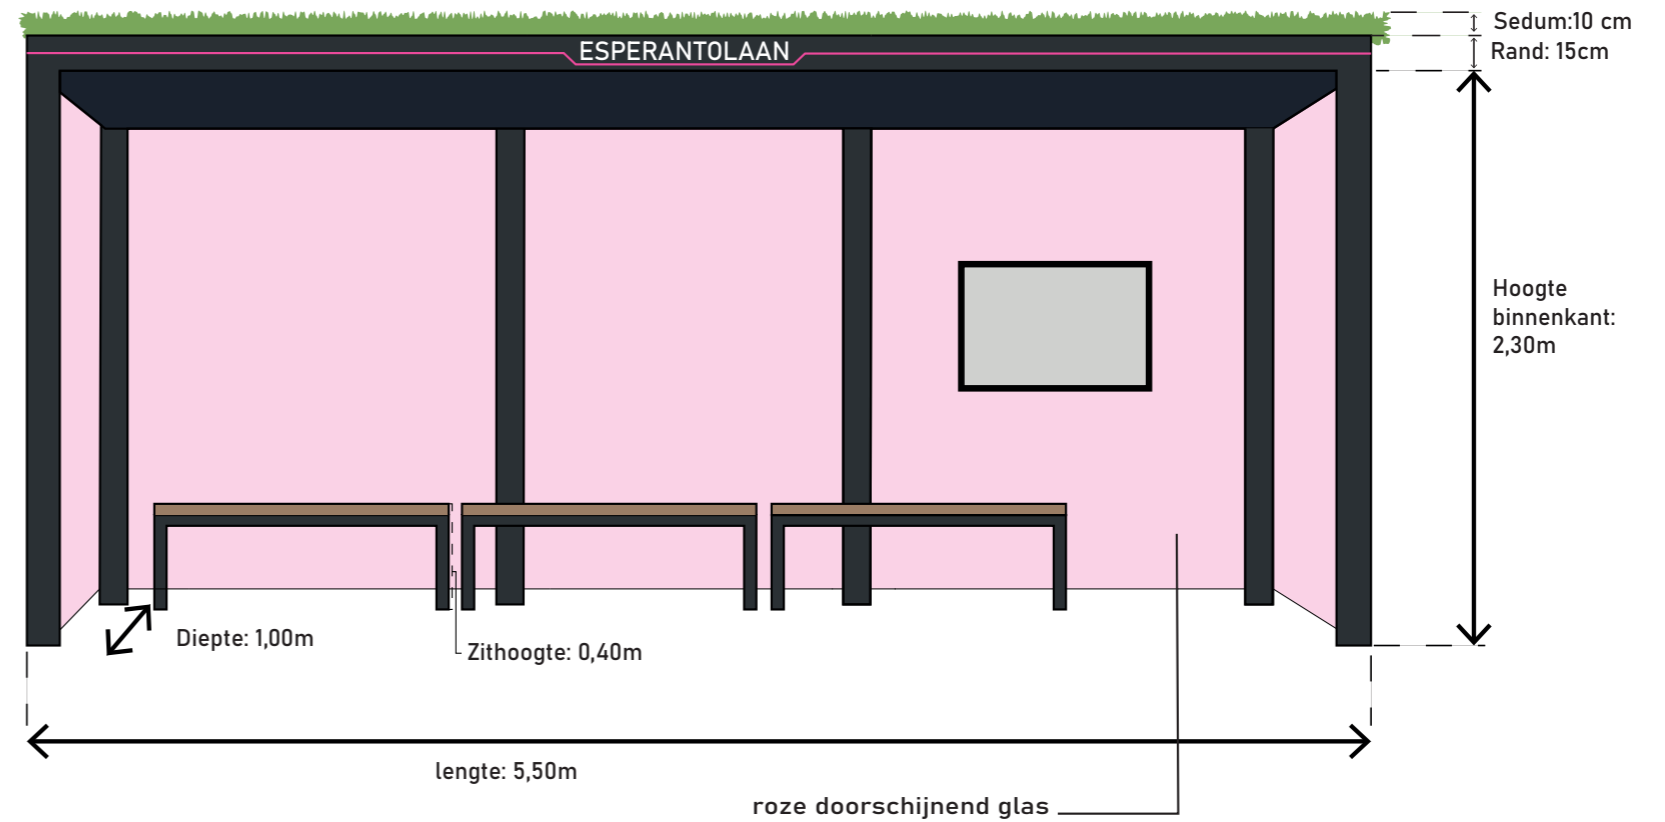 Sedum:10 cm
ESPERANTOLAAN
Rand: 15cm
Hoogte
binnenkant:
2,30m
Diepte: 1,00m
Zithoogte: 0,40m
lengte: 5,50m
roze doorschijnend glas